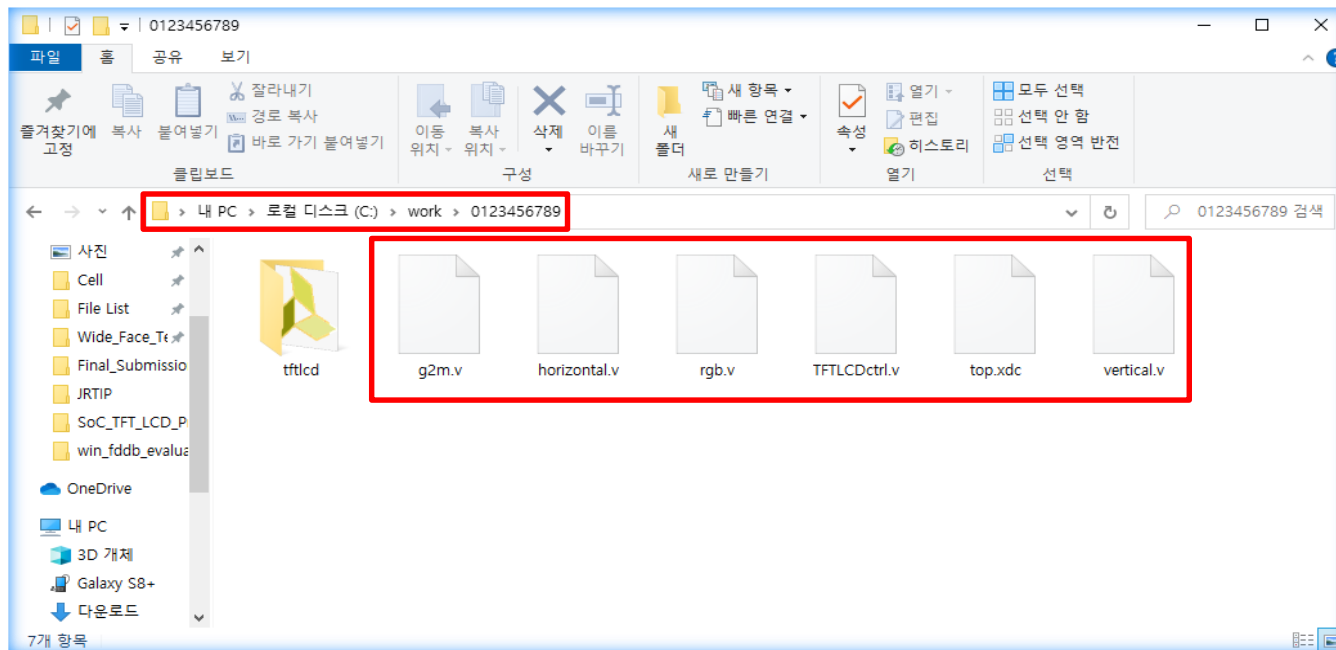 0123456789
파일 홈 공유 보기
즐겨찾기에 고정
복사
붙여넣기
잘라내기
경로 복사
바로 가기 붙여넣기
클립보드
이동 위치
복사 위치
삭제
이름 바꾸기
구성
새 폴더
새 항목
빠른 연결
새로 만들기
속성
열기
편집
히스토리
열기
모두 선택
선택 안 함
선택 영역 반전
선택
내 PC › 로컬 디스크 (C:) › work › 0123456789
0123456789 검색
사진
Cell
File List
Wide_Face_Te
Final_Submissio
JRTIP
SoC_TFT_LCD_P
win_fddb_evalua
OneDrive
내 PC
3D 개체
Galaxy S8+
다운로드
tftlcd
g2m.v
horizontal.v
rgb.v
TFTLCDctrl.v
top.xdc
vertical.v
7개 항목